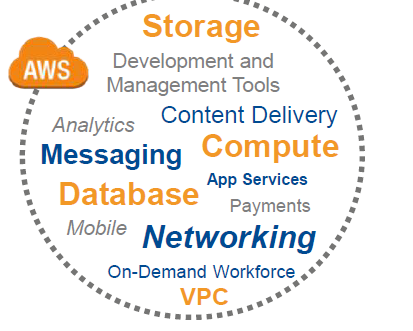 Storage
AWS
Development and
Management Tools
Content Delivery
Analytics
Messaging
Compute
App Services
Database
Payments
Mobile
Networking
On-Demand Workforce
VPC